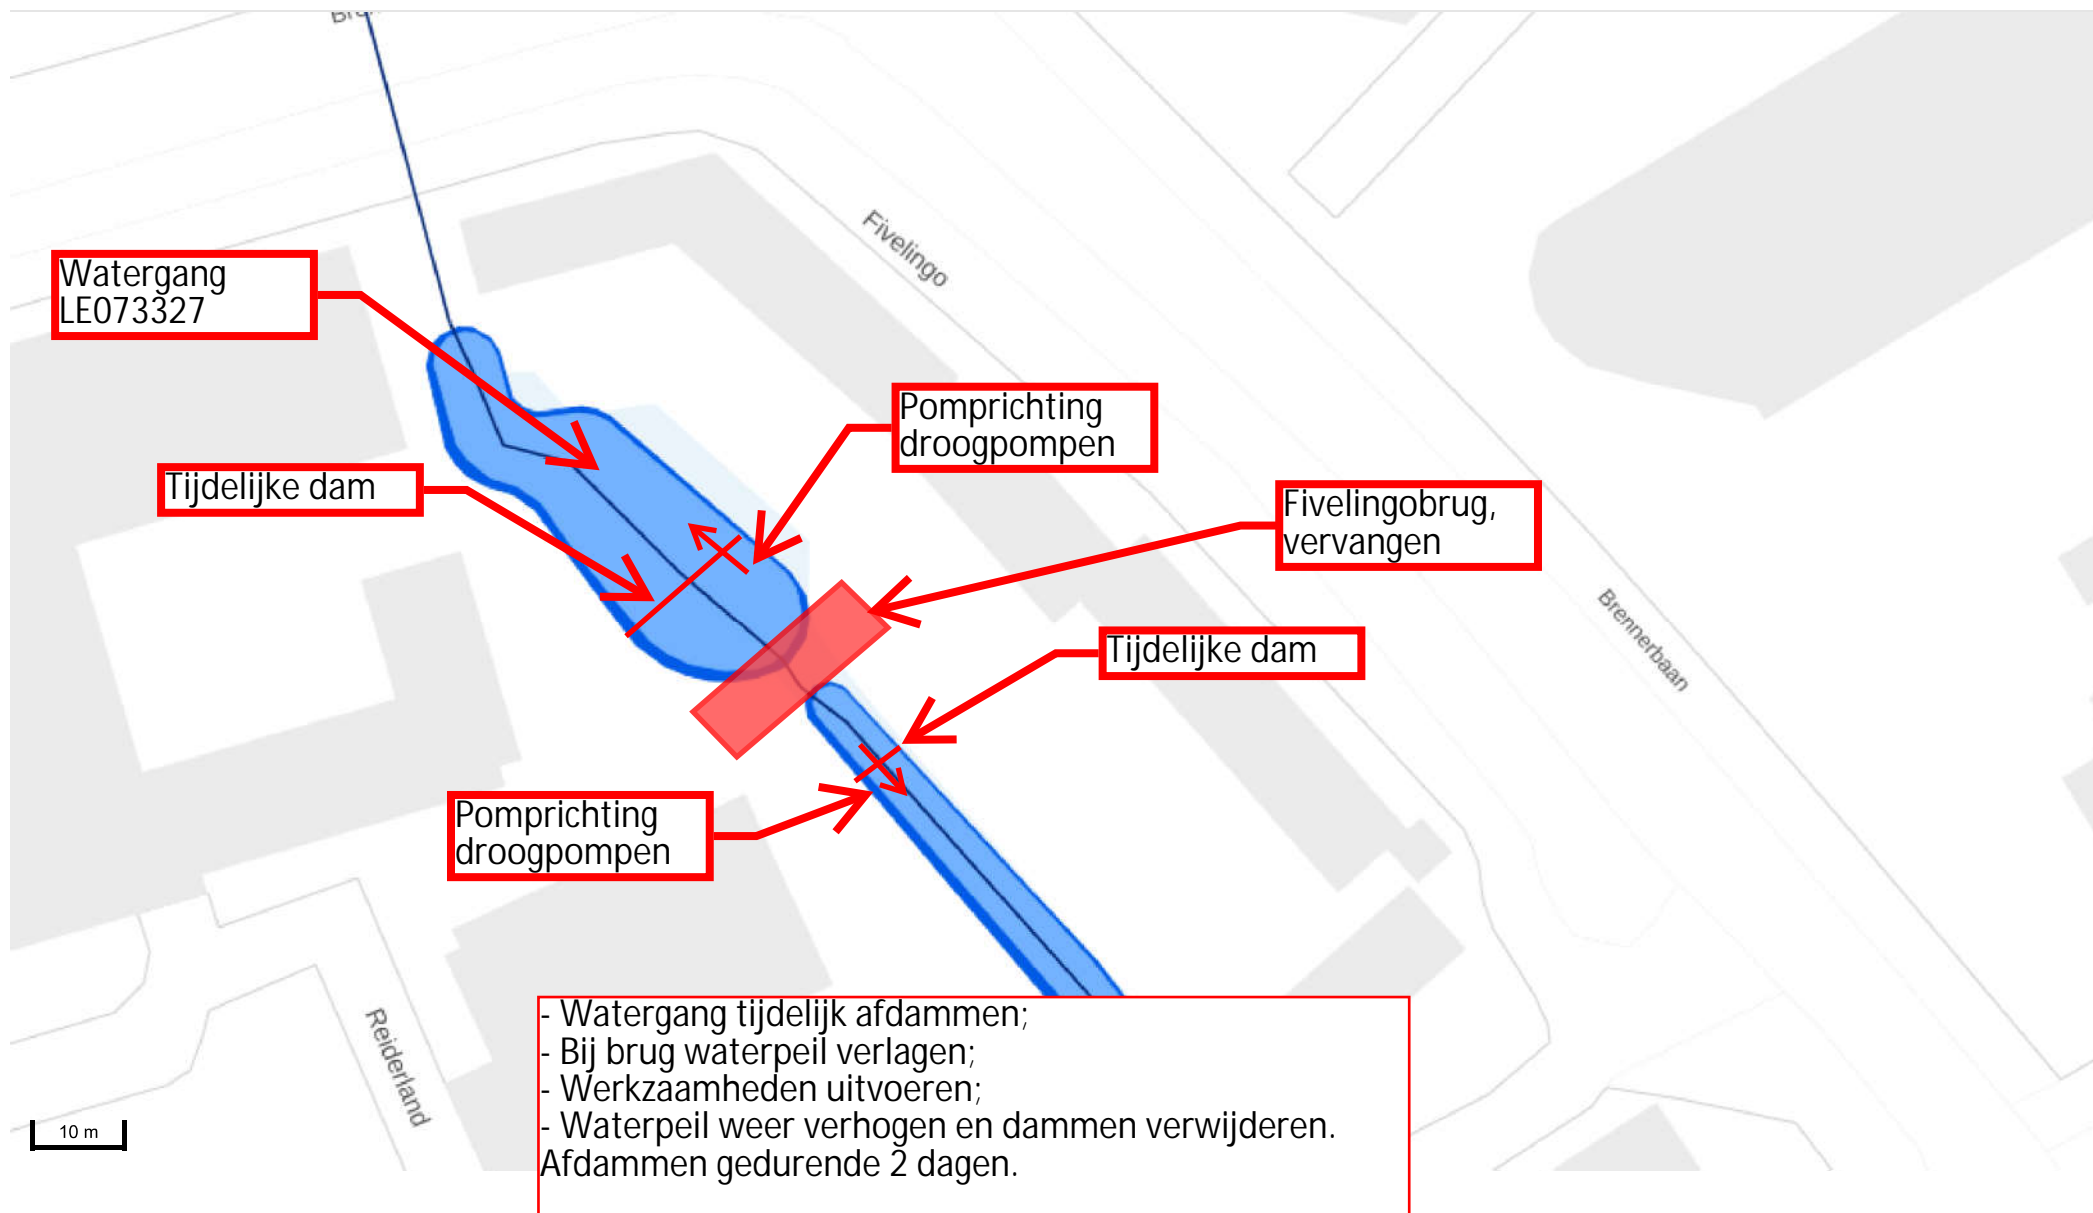 Fivelingo
Watergang
LE073327
Pomprichting
droogpompen
Tijdelijke dam
Fivelingobrug,
vervangen
Brennerbaan
Tijdelijke dam
Pomprichting
droogpompen
Reiderland
- Watergang tijdelijk afdammen;
- Bij brug waterpeil verlagen;
- Werkzaamheden uitvoeren;
- Waterpeil weer verhogen en dammen verwijderen.
Afdammen gedurende 2 dagen.
10 m